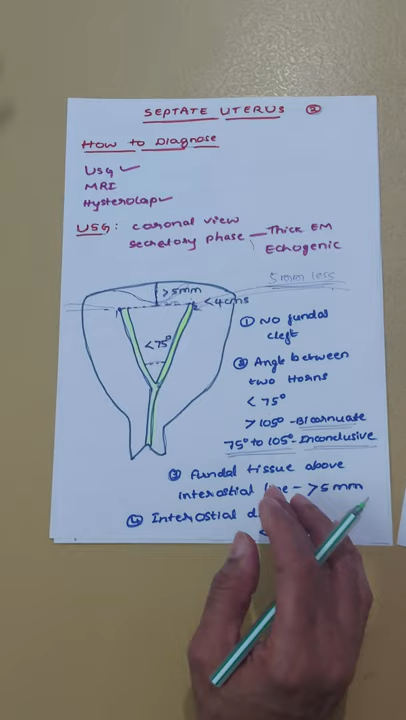 SEPTATE UTERUS ②
How to Diagnose
USG ✓
MRI
Hysterolap ✓
USG: coronal view
secretory phase — Thick EM
Echogenic
5mm less
>5mm
<4cms
<75°
① NO fundal
cleft
② Angle between
two Horns
< 75°
> 105° - Bicornuate
75° to 105° - Inconclusive
③ Fundal tissue above
interostial line - >5mm
④ Interostial
<